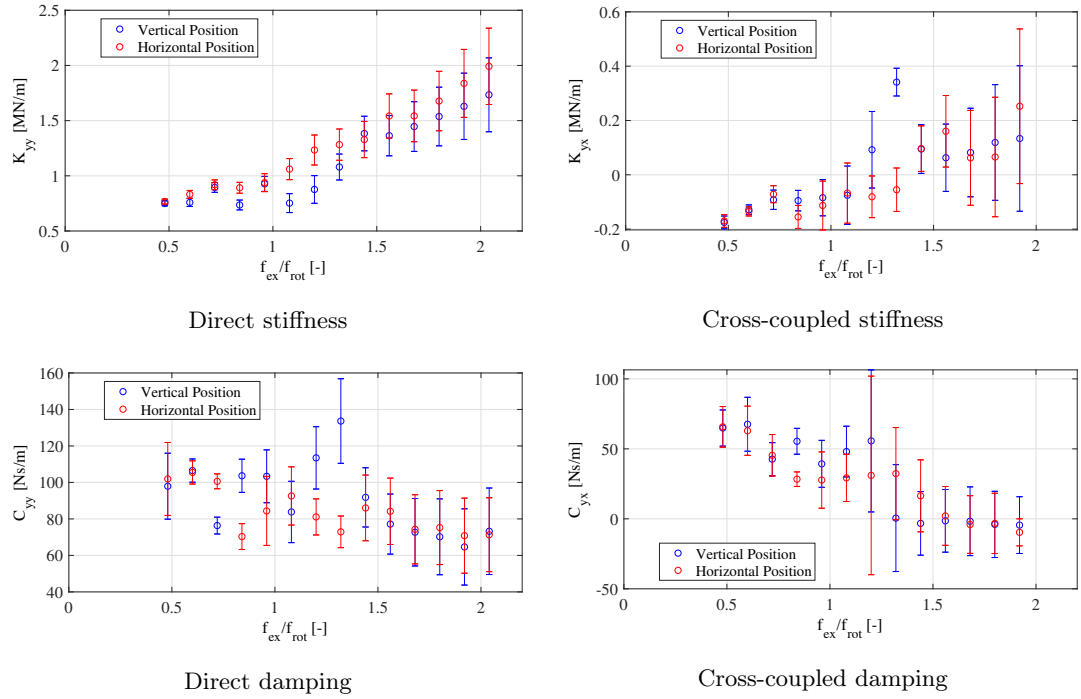 2.5
2
1.5
1
0.5
K_yy [MN/m]
Vertical Position
Horizontal Position
0 0.5 1 1.5 2
f_ex/f_rot [-]
Direct stiffness
0.6
0.4
0.2
0
-0.2
K_yx [MN/m]
Vertical Position
Horizontal Position
0 0.5 1 1.5 2
f_ex/f_rot [-]
Cross-coupled stiffness
160
140
120
100
80
60
40
C_yy [Ns/m]
Vertical Position
Horizontal Position
0 0.5 1 1.5 2
f_ex/f_rot [-]
Direct damping
100
50
0
-50
C_yx [Ns/m]
Vertical Position
Horizontal Position
0 0.5 1 1.5 2
f_ex/f_rot [-]
Cross-coupled damping